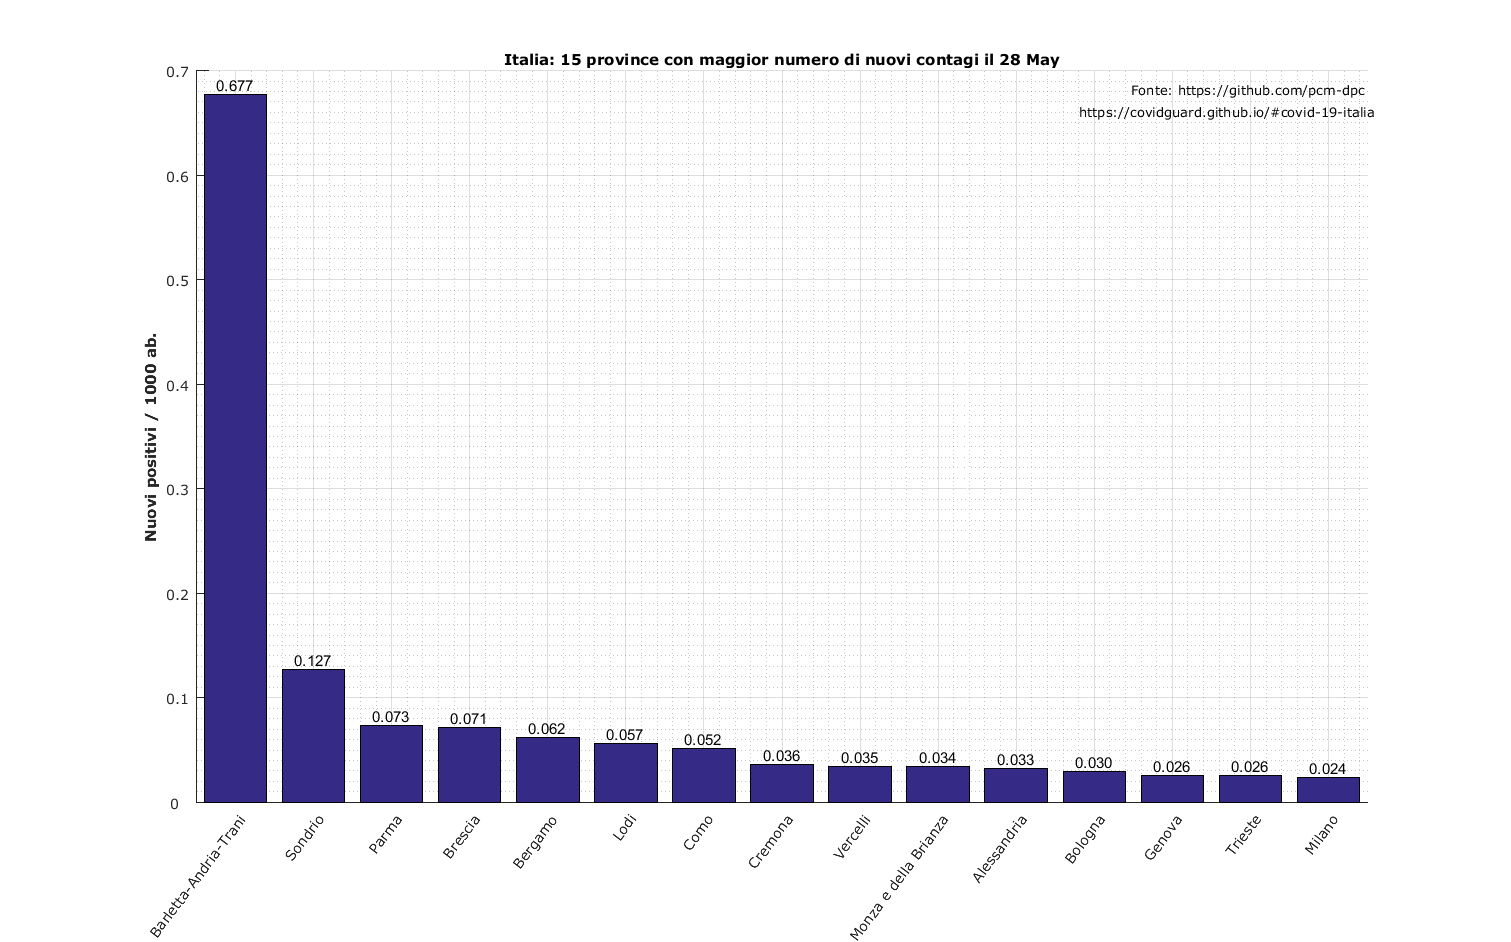 Italia: 15 province con maggior numero di nuovi contagi il 28 May
Fonte: https://github.com/pcm-dpc
https://covidguard.github.io/#covid-19-italia
Nuovi positivi / 1000 ab.
0.7
0.6
0.5
0.4
0.3
0.2
0.1
0
0.677
0.127
0.073
0.071
0.062
0.057
0.052
0.036
0.035
0.034
0.033
0.030
0.026
0.026
0.024
Barletta-Andria-Trani
Sondrio
Parma
Brescia
Bergamo
Lodi
Como
Cremona
Vercelli
Monza e della Brianza
Alessandria
Bologna
Genova
Trieste
Milano